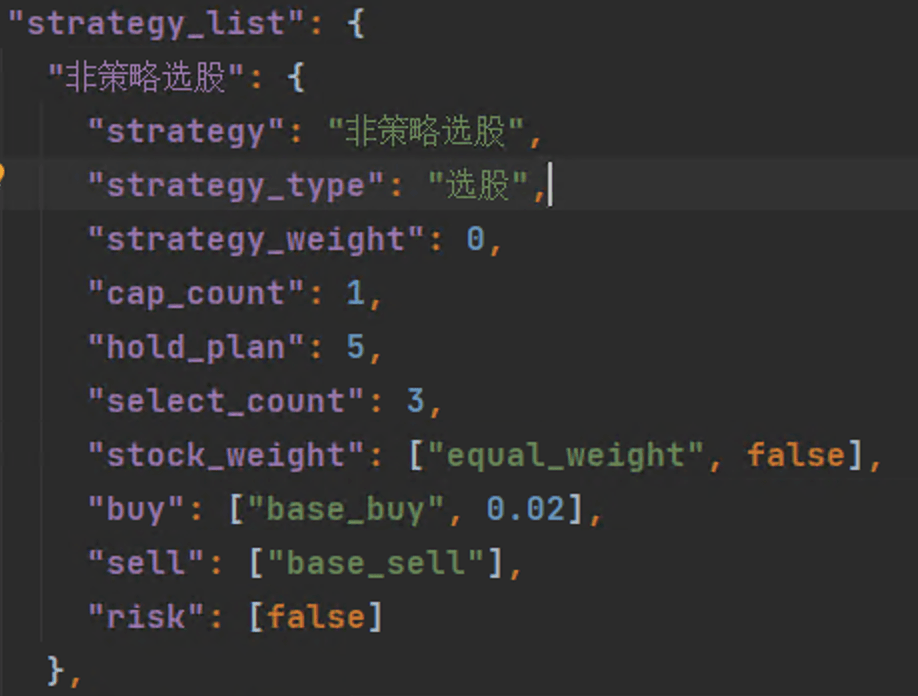 "strategy_list": {
"非策略选股": {
"strategy": "非策略选股",
"strategy_type": "选股",
"strategy_weight": 0,
"cap_count": 1,
"hold_plan": 5,
"select_count": 3,
"stock_weight": ["equal_weight", false],
"buy": ["base_buy", 0.02],
"sell": ["base_sell"],
"risk": [false]
},